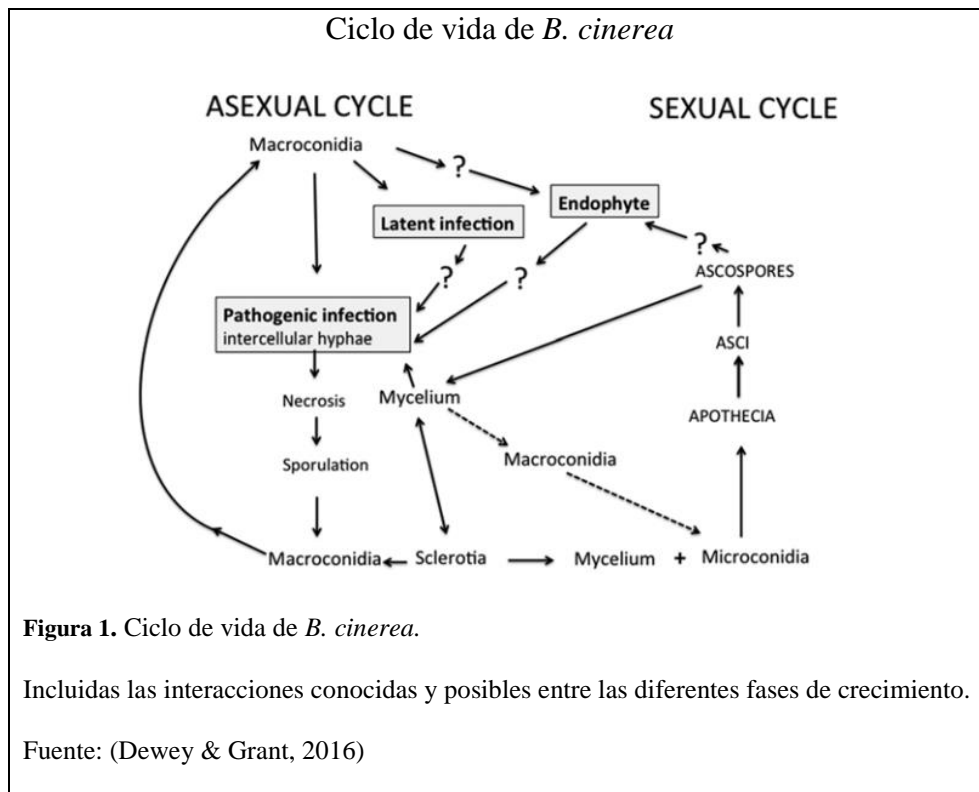 Ciclo de vida de B. cinerea
ASEXUAL CYCLE
SEXUAL CYCLE
Macroconidia
?
Endophyte
Latent infection
?
ASCOSPORES
?
?
Pathogenic infection
intercellular hyphae
ASCI
Necrosis
Mycelium
APOTHECIA
Macroconidia
Sporulation
Macroconidia
Sclerotia
Mycelium + Microconidia
Figura 1. Ciclo de vida de B. cinerea.
Incluidas las interacciones conocidas y posibles entre las diferentes fases de crecimiento.
Fuente: (Dewey & Grant, 2016)